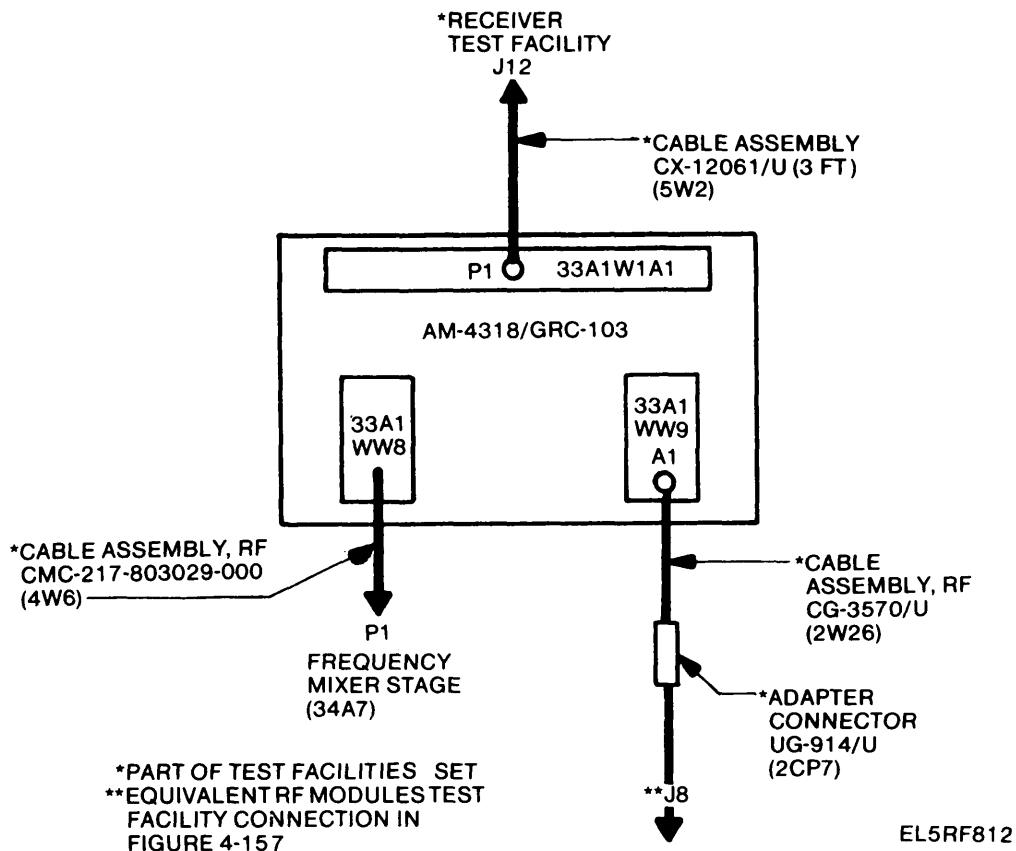 *RECEIVER
TEST FACILITY
J12
*CABLE ASSEMBLY
CX-12061/U (3 FT)
(5W2)
P1 33A1W1A1
AM-4318/GRC-103
33A1
WW8
33A1
WW9
A1
*CABLE ASSEMBLY, RF
CMC-217-803029-000
(4W6)
*CABLE
ASSEMBLY, RF
CG-3570/U
(2W26)
P1
FREQUENCY
MIXER STAGE
(34A7)
*ADAPTER
CONNECTOR
UG-914/U
(2CP7)
*PART OF TEST FACILITIES SET
**EQUIVALENT RF MODULES TEST
FACILITY CONNECTION IN
FIGURE 4-157
**J8
EL5RF812